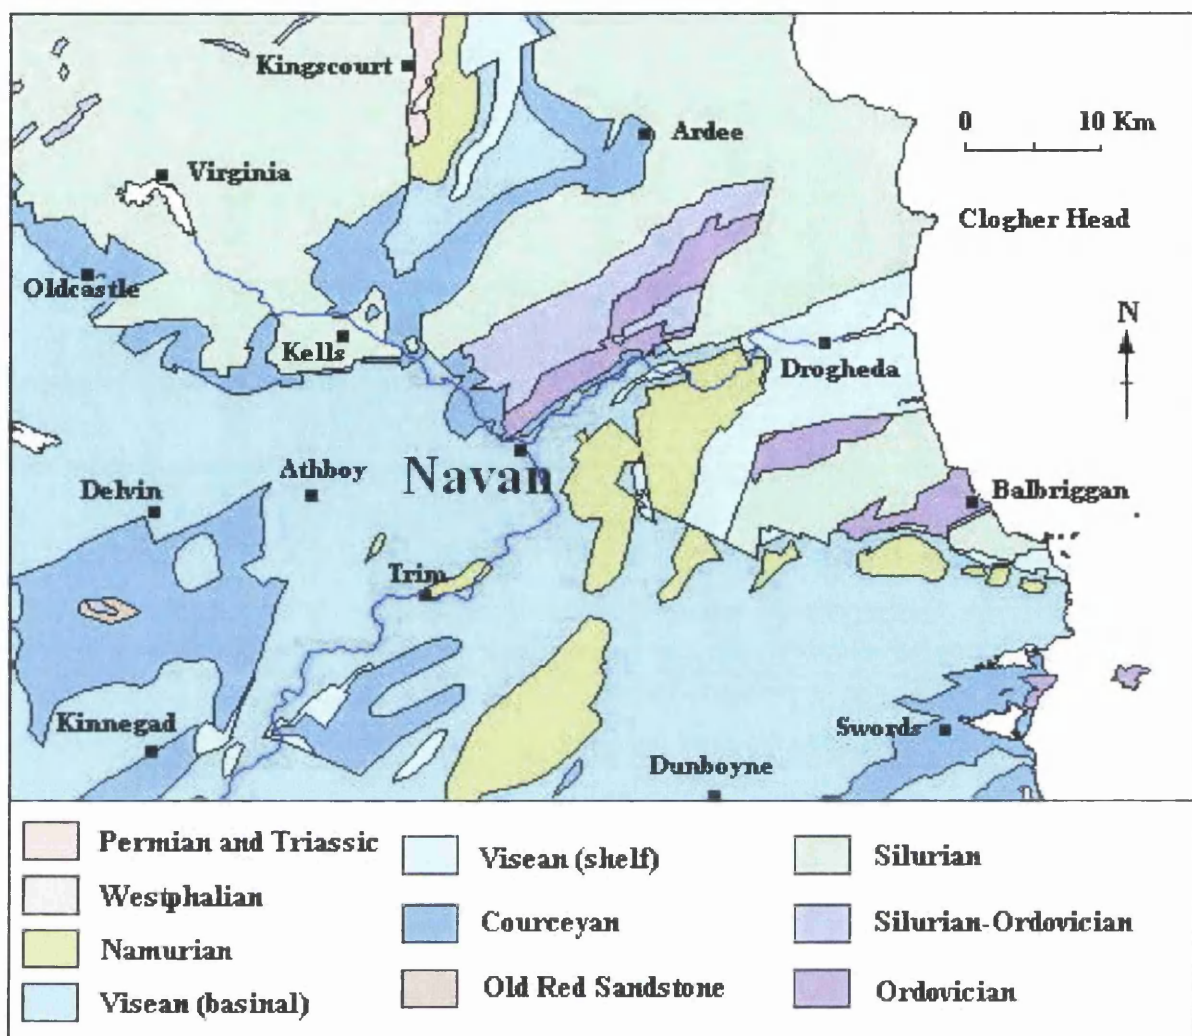 Kingscourt
Ardee
0 10 Km
Virginia
Clogher Head
Oldcastle
N
Kells
Drogheda
Navan
Athboy
Delvin
Balbriggan
Trim
Kinnegad
Swords
Dunboyne
Permian and Triassic
Westphalian
Namurian
Visean (basinal)
Visean (shelf)
Courceyan
Old Red Sandstone
Silurian
Silurian-Ordovician
Ordovician